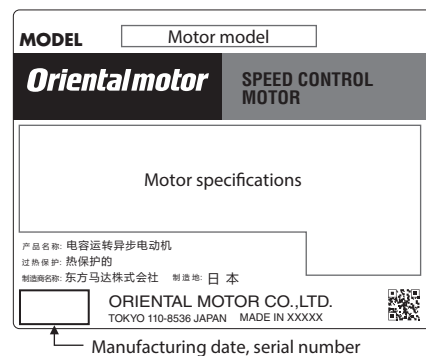 MODEL Motor model
Orientalmotor SPEED CONTROL
MOTOR
Motor specifications
产品名称: 电容运转异步电动机
过热保护: 热保护的
制造商名称: 东方马达株式会社 制造地: 日本
ORIENTAL MOTOR CO.,LTD.
TOKYO 110-8536 JAPAN MADE IN XXXXX
Manufacturing date, serial number